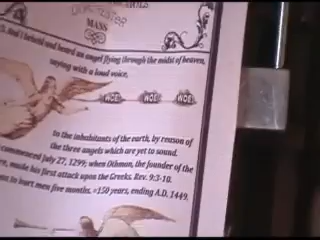 MASS
And I beheld and heard an angel flying through the midst of heaven,
saying with a loud voice,
WOE, WOE, WOE,
to the inhabitants of the earth, by reason of
the three angels which are yet to sound.
commenced July 27, 1299; when Othman, the founder of the
made his first attack upon the Greeks. Rev. 9:3-10.
to hurt men five months. =150 years, ending A.D. 1449.